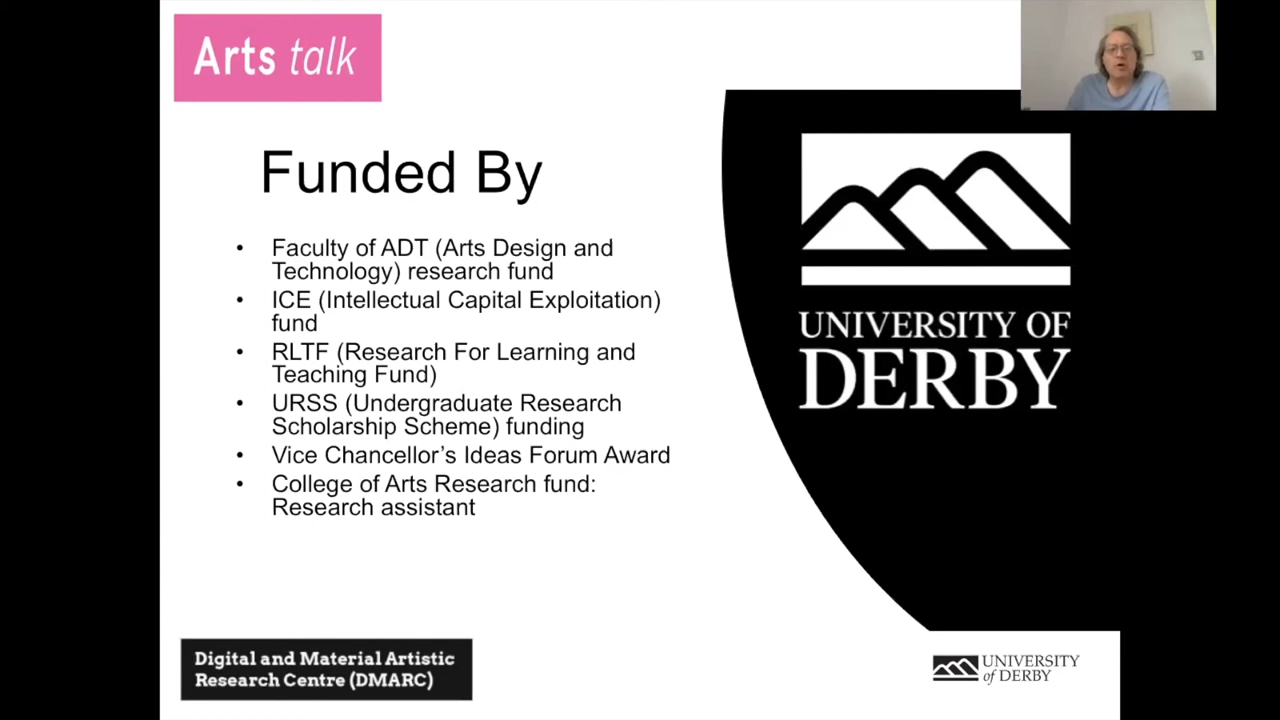 Arts talk
Funded By
• Faculty of ADT (Arts Design and
Technology) research fund
• ICE (Intellectual Capital Exploitation)
fund
• RLTF (Research For Learning and
Teaching Fund)
• URSS (Undergraduate Research
Scholarship Scheme) funding
• Vice Chancellor's Ideas Forum Award
• College of Arts Research fund:
Research assistant
UNIVERSITY OF
DERBY
Digital and Material Artistic
Research Centre (DMARC)
UNIVERSITY
of DERBY